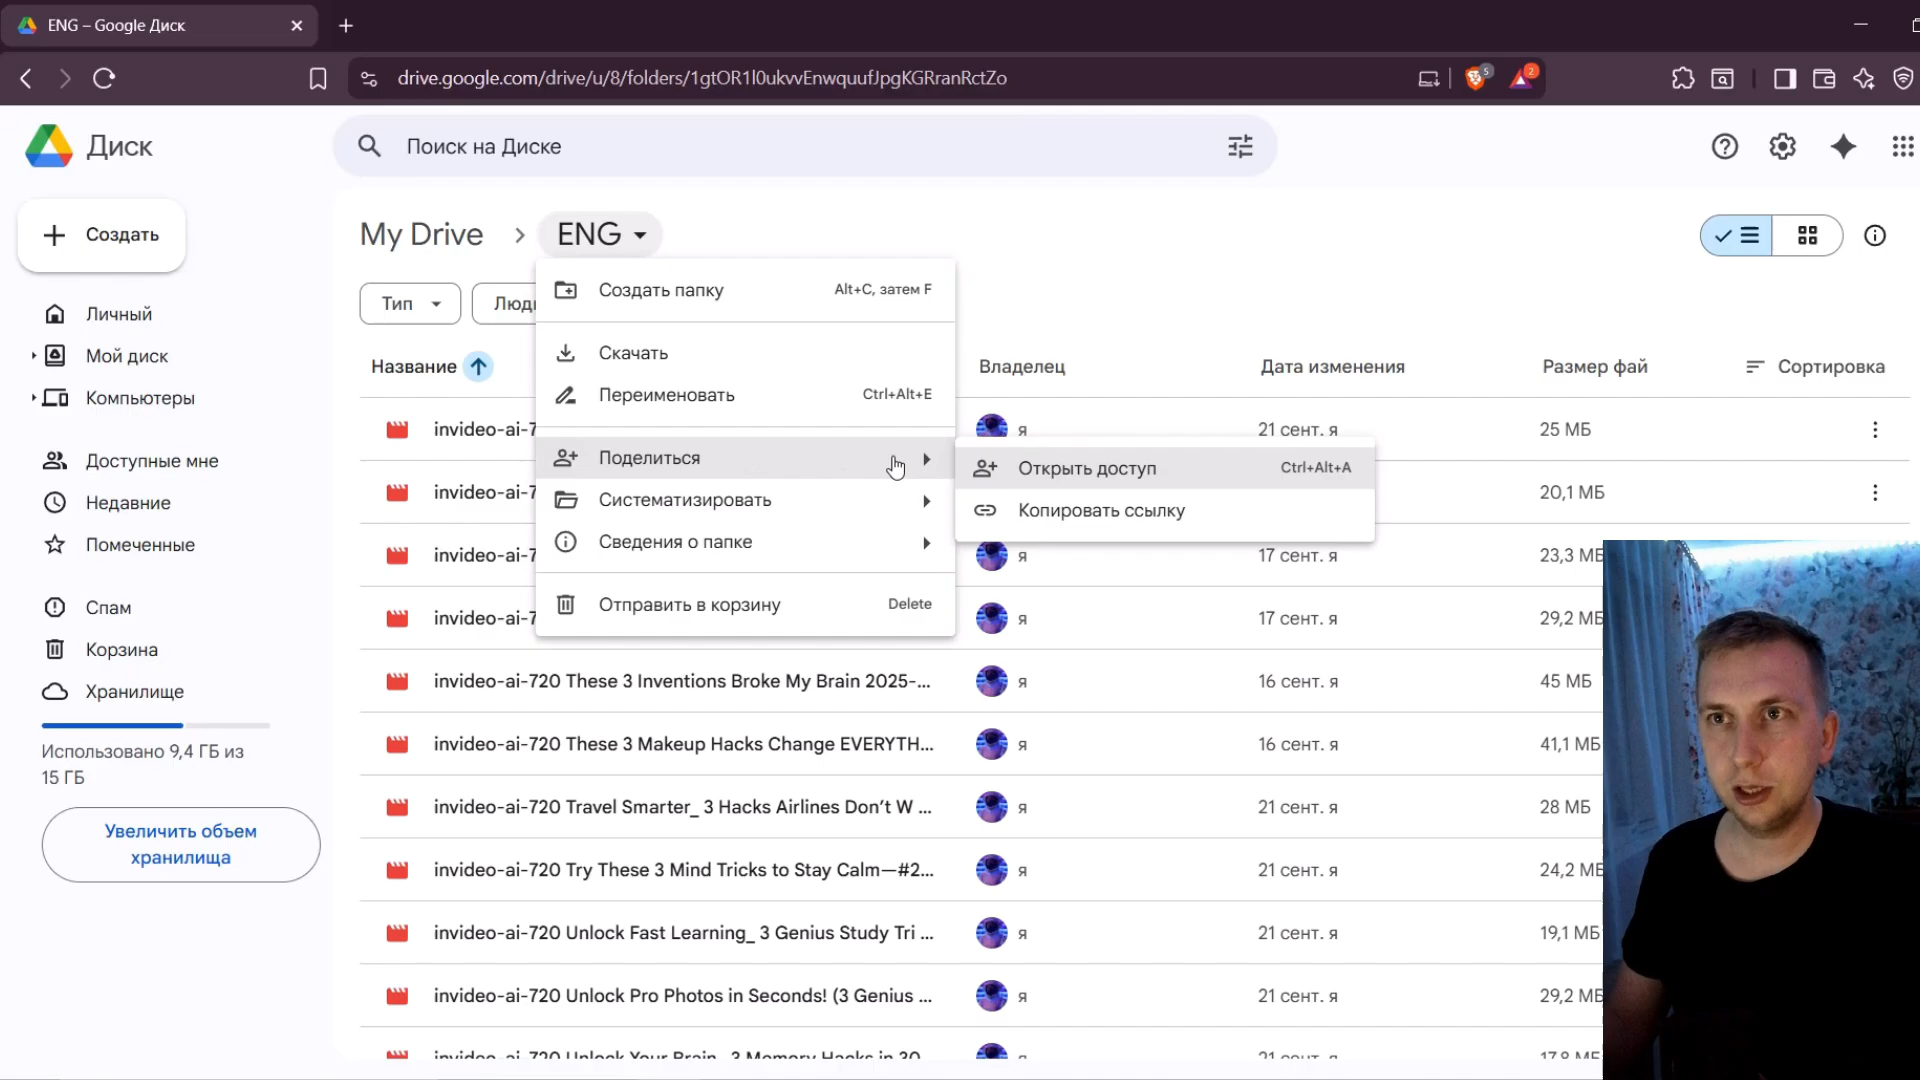 ENG – Google Диск
drive.google.com/drive/u/8/folders/1gtOR1l0ukvvEnwquufJpgKGRranRctZo
5
2
Диск
Поиск на Диске
Создать
My Drive
ENG
Личный
Мой диск
Компьютеры
Доступные мне
Недавние
Помеченные
Спам
Корзина
Хранилище
Использовано 9,4 ГБ из
15 ГБ
Увеличить объем
хранилища
Тип
Люд
Создать папку Alt+C, затем F
Скачать
Переименовать Ctrl+Alt+E
Поделиться
Систематизировать
Сведения о папке
Отправить в корзину Delete
Открыть доступ Ctrl+Alt+A
Копировать ссылку
Название Владелец Дата изменения Размер фай Сортировка
invideo-ai-7 я 21 сент. я 25 МБ
invideo-ai-7 20,1 МБ
invideo-ai-7 я 17 сент. я 23,3 МБ
invideo-ai-7 я 17 сент. я 29,2 МБ
invideo-ai-720 These 3 Inventions Broke My Brain 2025-... я 16 сент. я 45 МБ
invideo-ai-720 These 3 Makeup Hacks Change EVERYTH... я 16 сент. я 41,1 МБ
invideo-ai-720 Travel Smarter_ 3 Hacks Airlines Don’t W ... я 21 сент. я 28 МБ
invideo-ai-720 Try These 3 Mind Tricks to Stay Calm—#2... я 21 сент. я 24,2 МБ
invideo-ai-720 Unlock Fast Learning_ 3 Genius Study Tri ... я 21 сент. я 19,1 МБ
invideo-ai-720 Unlock Pro Photos in Seconds! (3 Genius ... я 21 сент. я 29,2 МБ
invideo-ai-720 Unlock Your Brain_ 3 Memory Hacks in 30 я 21 сент. я 17,8 МБ